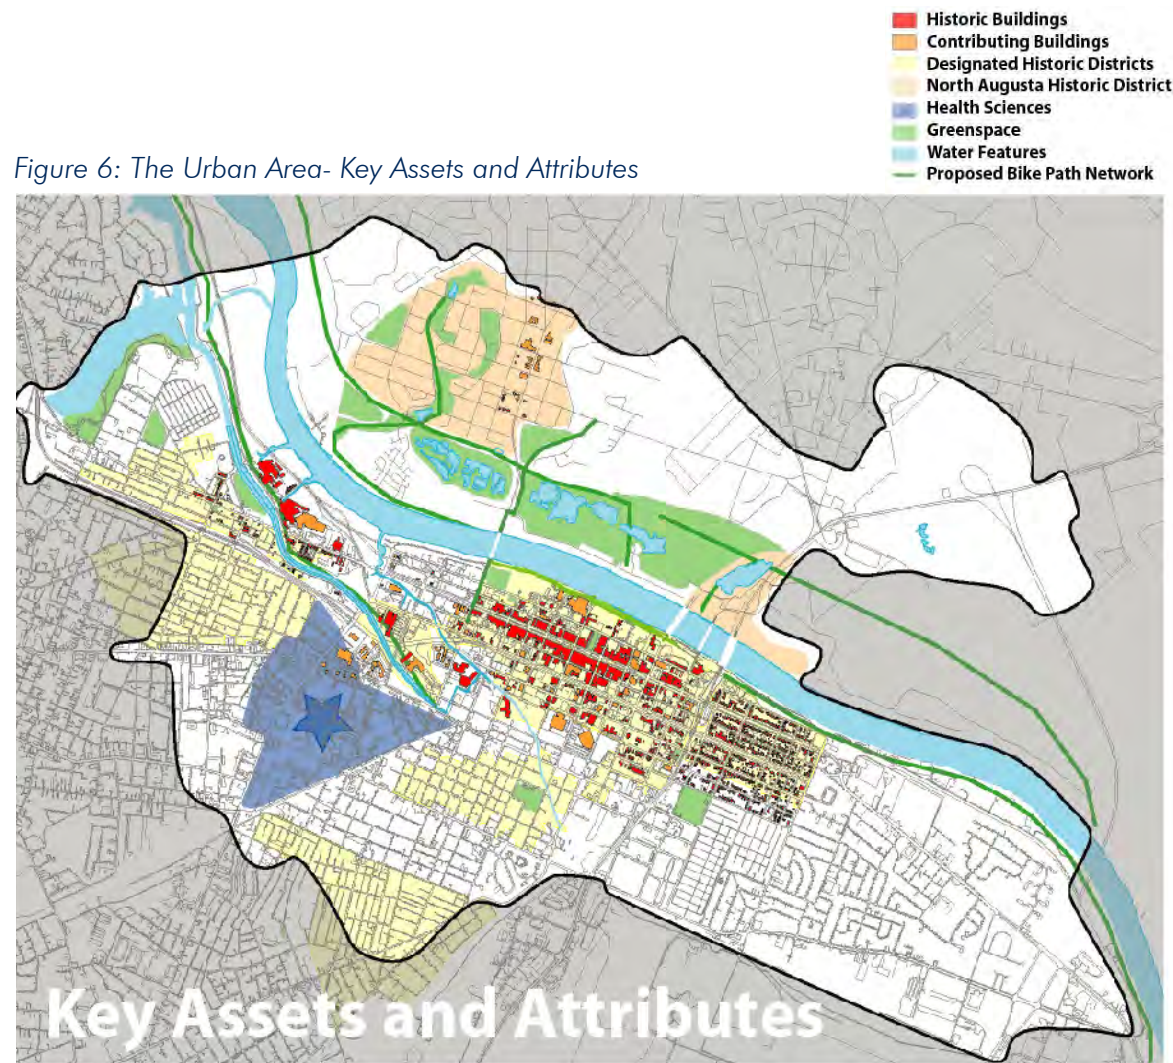 Historic Buildings
Contributing Buildings
Designated Historic Districts
North Augusta Historic District
Health Sciences
Greenspace
Water Features
Proposed Bike Path Network
Figure 6: The Urban Area- Key Assets and Attributes
Key Assets and Attributes